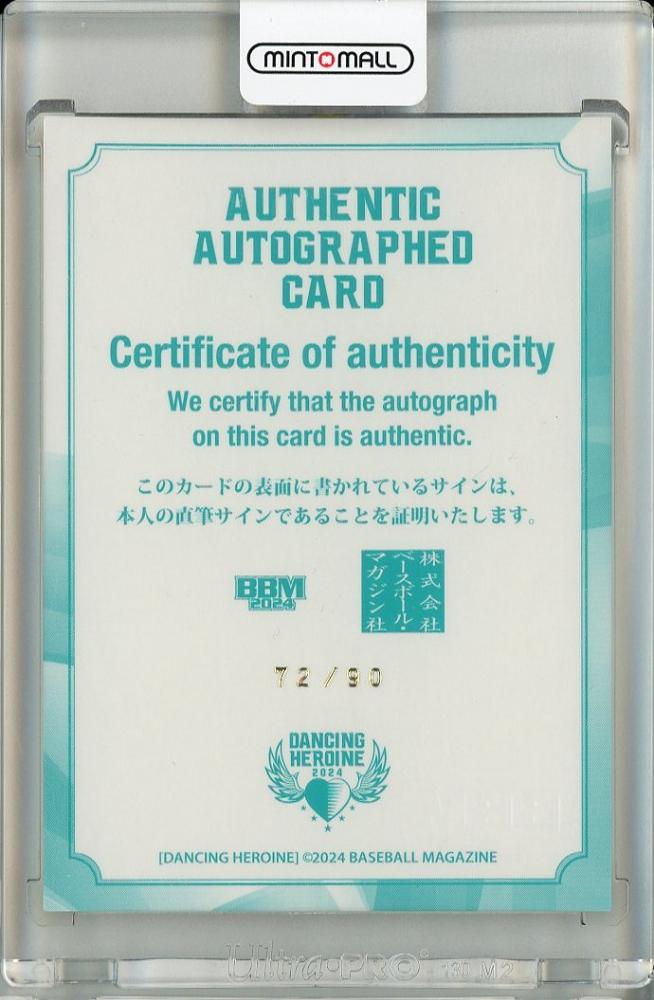 MINTMALL
AUTHENTIC
AUTOGRAPHED
CARD
Certificate of authenticity
We certify that the autograph
on this card is authentic.
このカードの表面に書かれているサインは、
本人の直筆サインであることを証明いたします。
BBM
2024
株式会社
ベースボール・
マガジン社
72/90
DANCING
HEROINE
2024
[DANCING HEROINE] ©2024 BASEBALL MAGAZINE
Ultra·PRO® 130 M2